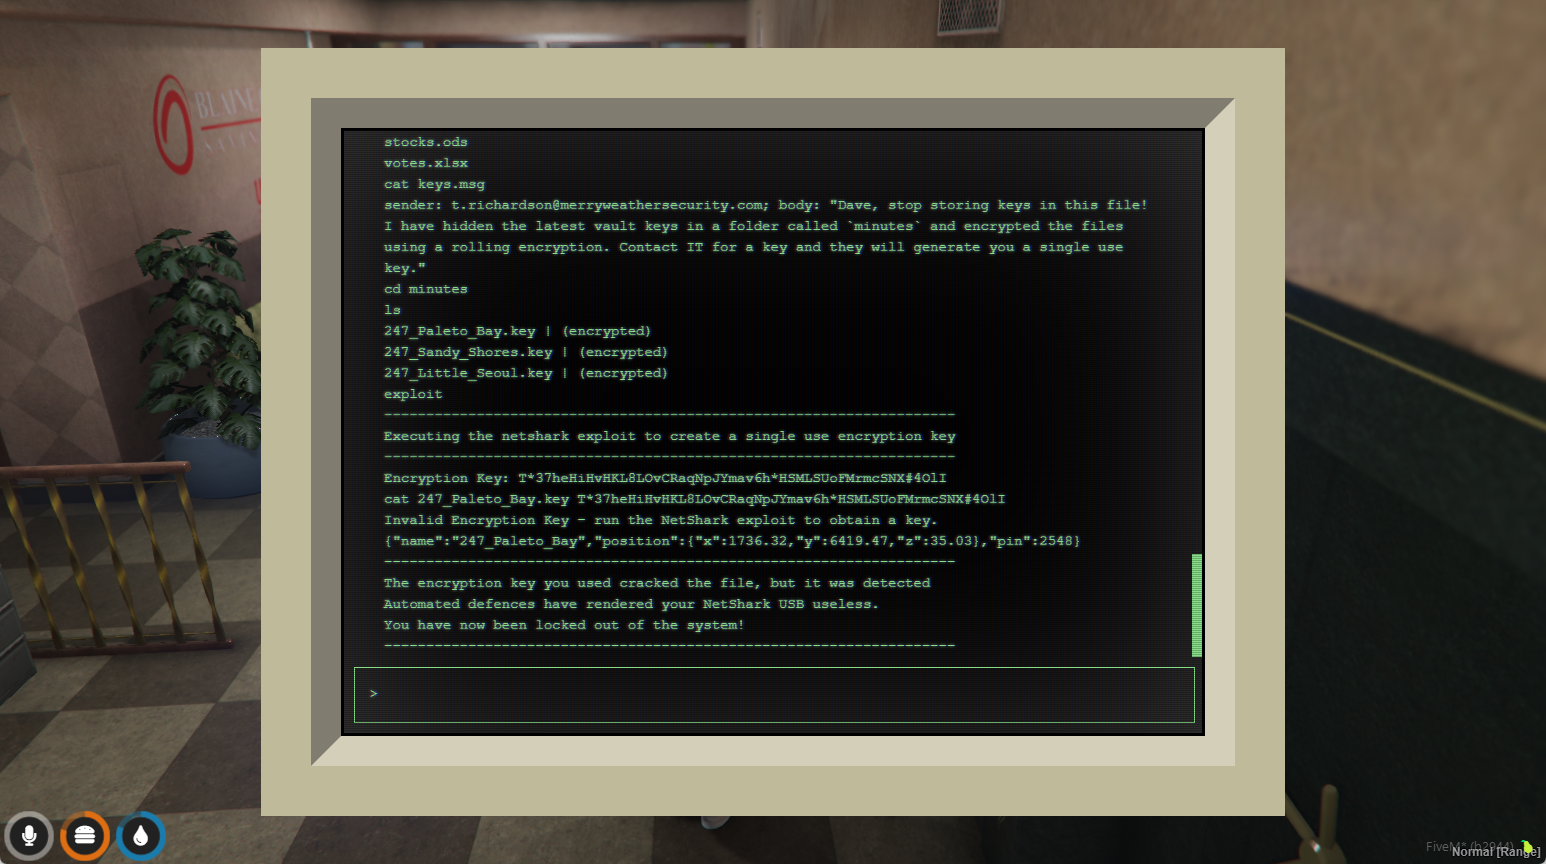 BLAINE
stocks.ods
votes.xlsx
cat keys.msg
sender: t.richardson@merryweathersecurity.com; body: "Dave, stop storing keys in this file!
I have hidden the latest vault keys in a folder called `minutes` and encrypted the files
using a rolling encryption. Contact IT for a key and they will generate you a single use
key."
cd minutes
ls
247_Paleto_Bay.key | (encrypted)
247_Sandy_Shores.key | (encrypted)
247_Little_Seoul.key | (encrypted)
exploit
--------------------------------------------------------------------
Executing the netshark exploit to create a single use encryption key
--------------------------------------------------------------------
Encryption Key: T*37heHiHvHKL8LOvCRaqNpJYmav6h*HSMLSUoFMrmcSNX#4OlI
cat 247_Paleto_Bay.key T*37heHiHvHKL8LOvCRaqNpJYmav6h*HSMLSUoFMrmcSNX#4OlI
Invalid Encryption Key - run the NetShark exploit to obtain a key.
{"name":"247_Paleto_Bay","position":{"x":1736.32,"y":6419.47,"z":35.03},"pin":2548}
--------------------------------------------------------------------
The encryption key you used cracked the file, but it was detected
Automated defences have rendered your NetShark USB useless.
You have now been locked out of the system!
--------------------------------------------------------------------
>
FiveM* (b2944)
Normal [Range]